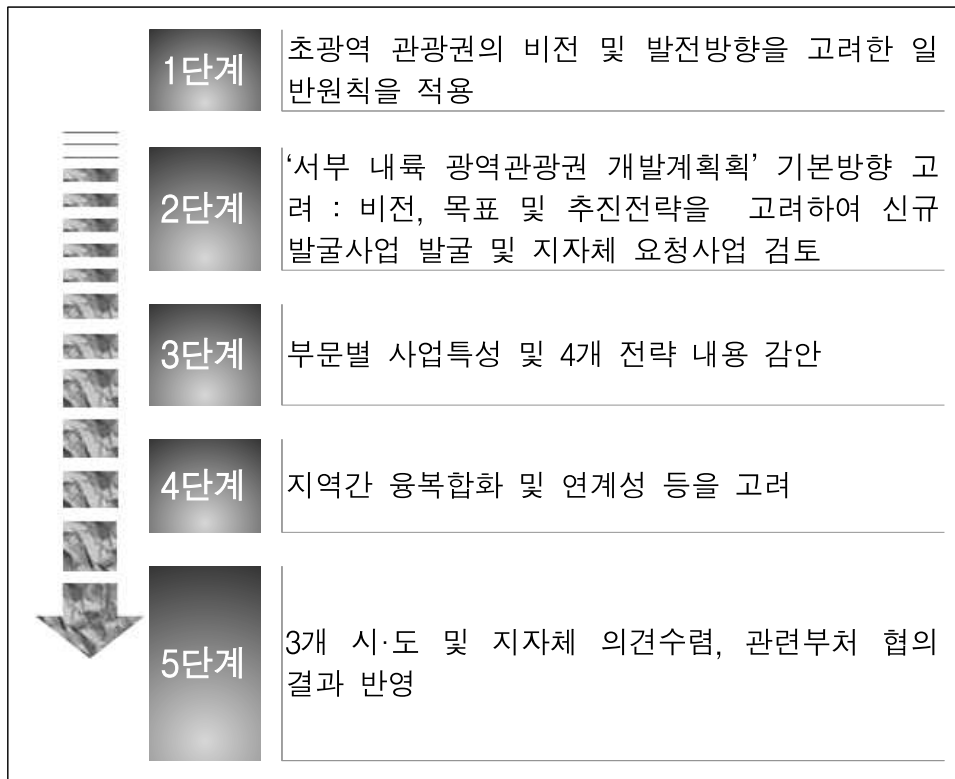 1단계
초광역 관광권의 비전 및 발전방향을 고려한 일
반원칙을 적용
2단계
‘서부 내륙 광역관광권 개발계획획’ 기본방향 고
려 : 비전, 목표 및 추진전략을 고려하여 신규
발굴사업 발굴 및 지자체 요청사업 검토
3단계
부문별 사업특성 및 4개 전략 내용 감안
4단계
지역간 융복합화 및 연계성 등을 고려
5단계
3개 시·도 및 지자체 의견수렴, 관련부처 협의
결과 반영